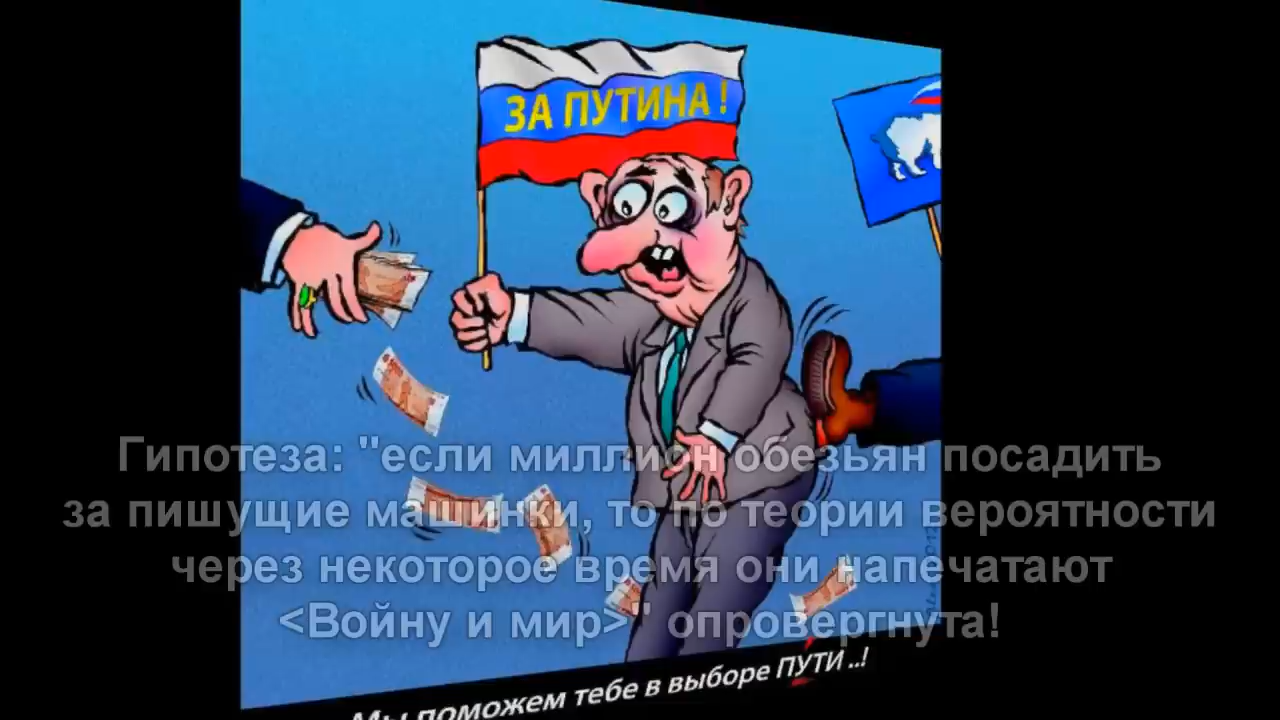 ЗА ПУТИНА !
Гипотеза: "если миллион обезьян посадить
за пишущие машинки, то по теории вероятности
через некоторое время они напечатают
<Войну и мир>" опровергнута!
Мы поможем тебе в выборе ПУТИ ..!